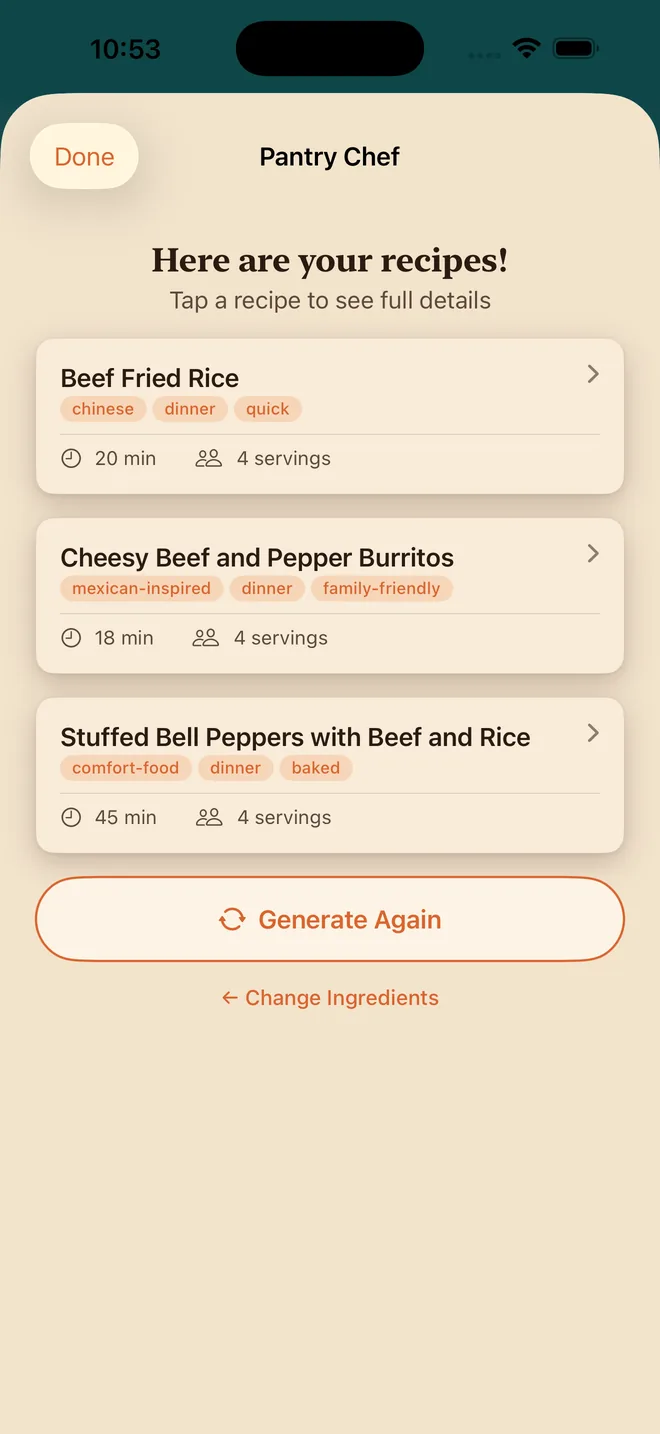 10:53
Done
Pantry Chef
Here are your recipes!
Tap a recipe to see full details
Beef Fried Rice
chinese dinner quick
20 min 4 servings
Cheesy Beef and Pepper Burritos
mexican-inspired dinner family-friendly
18 min 4 servings
Stuffed Bell Peppers with Beef and Rice
comfort-food dinner baked
45 min 4 servings
Generate Again
← Change Ingredients